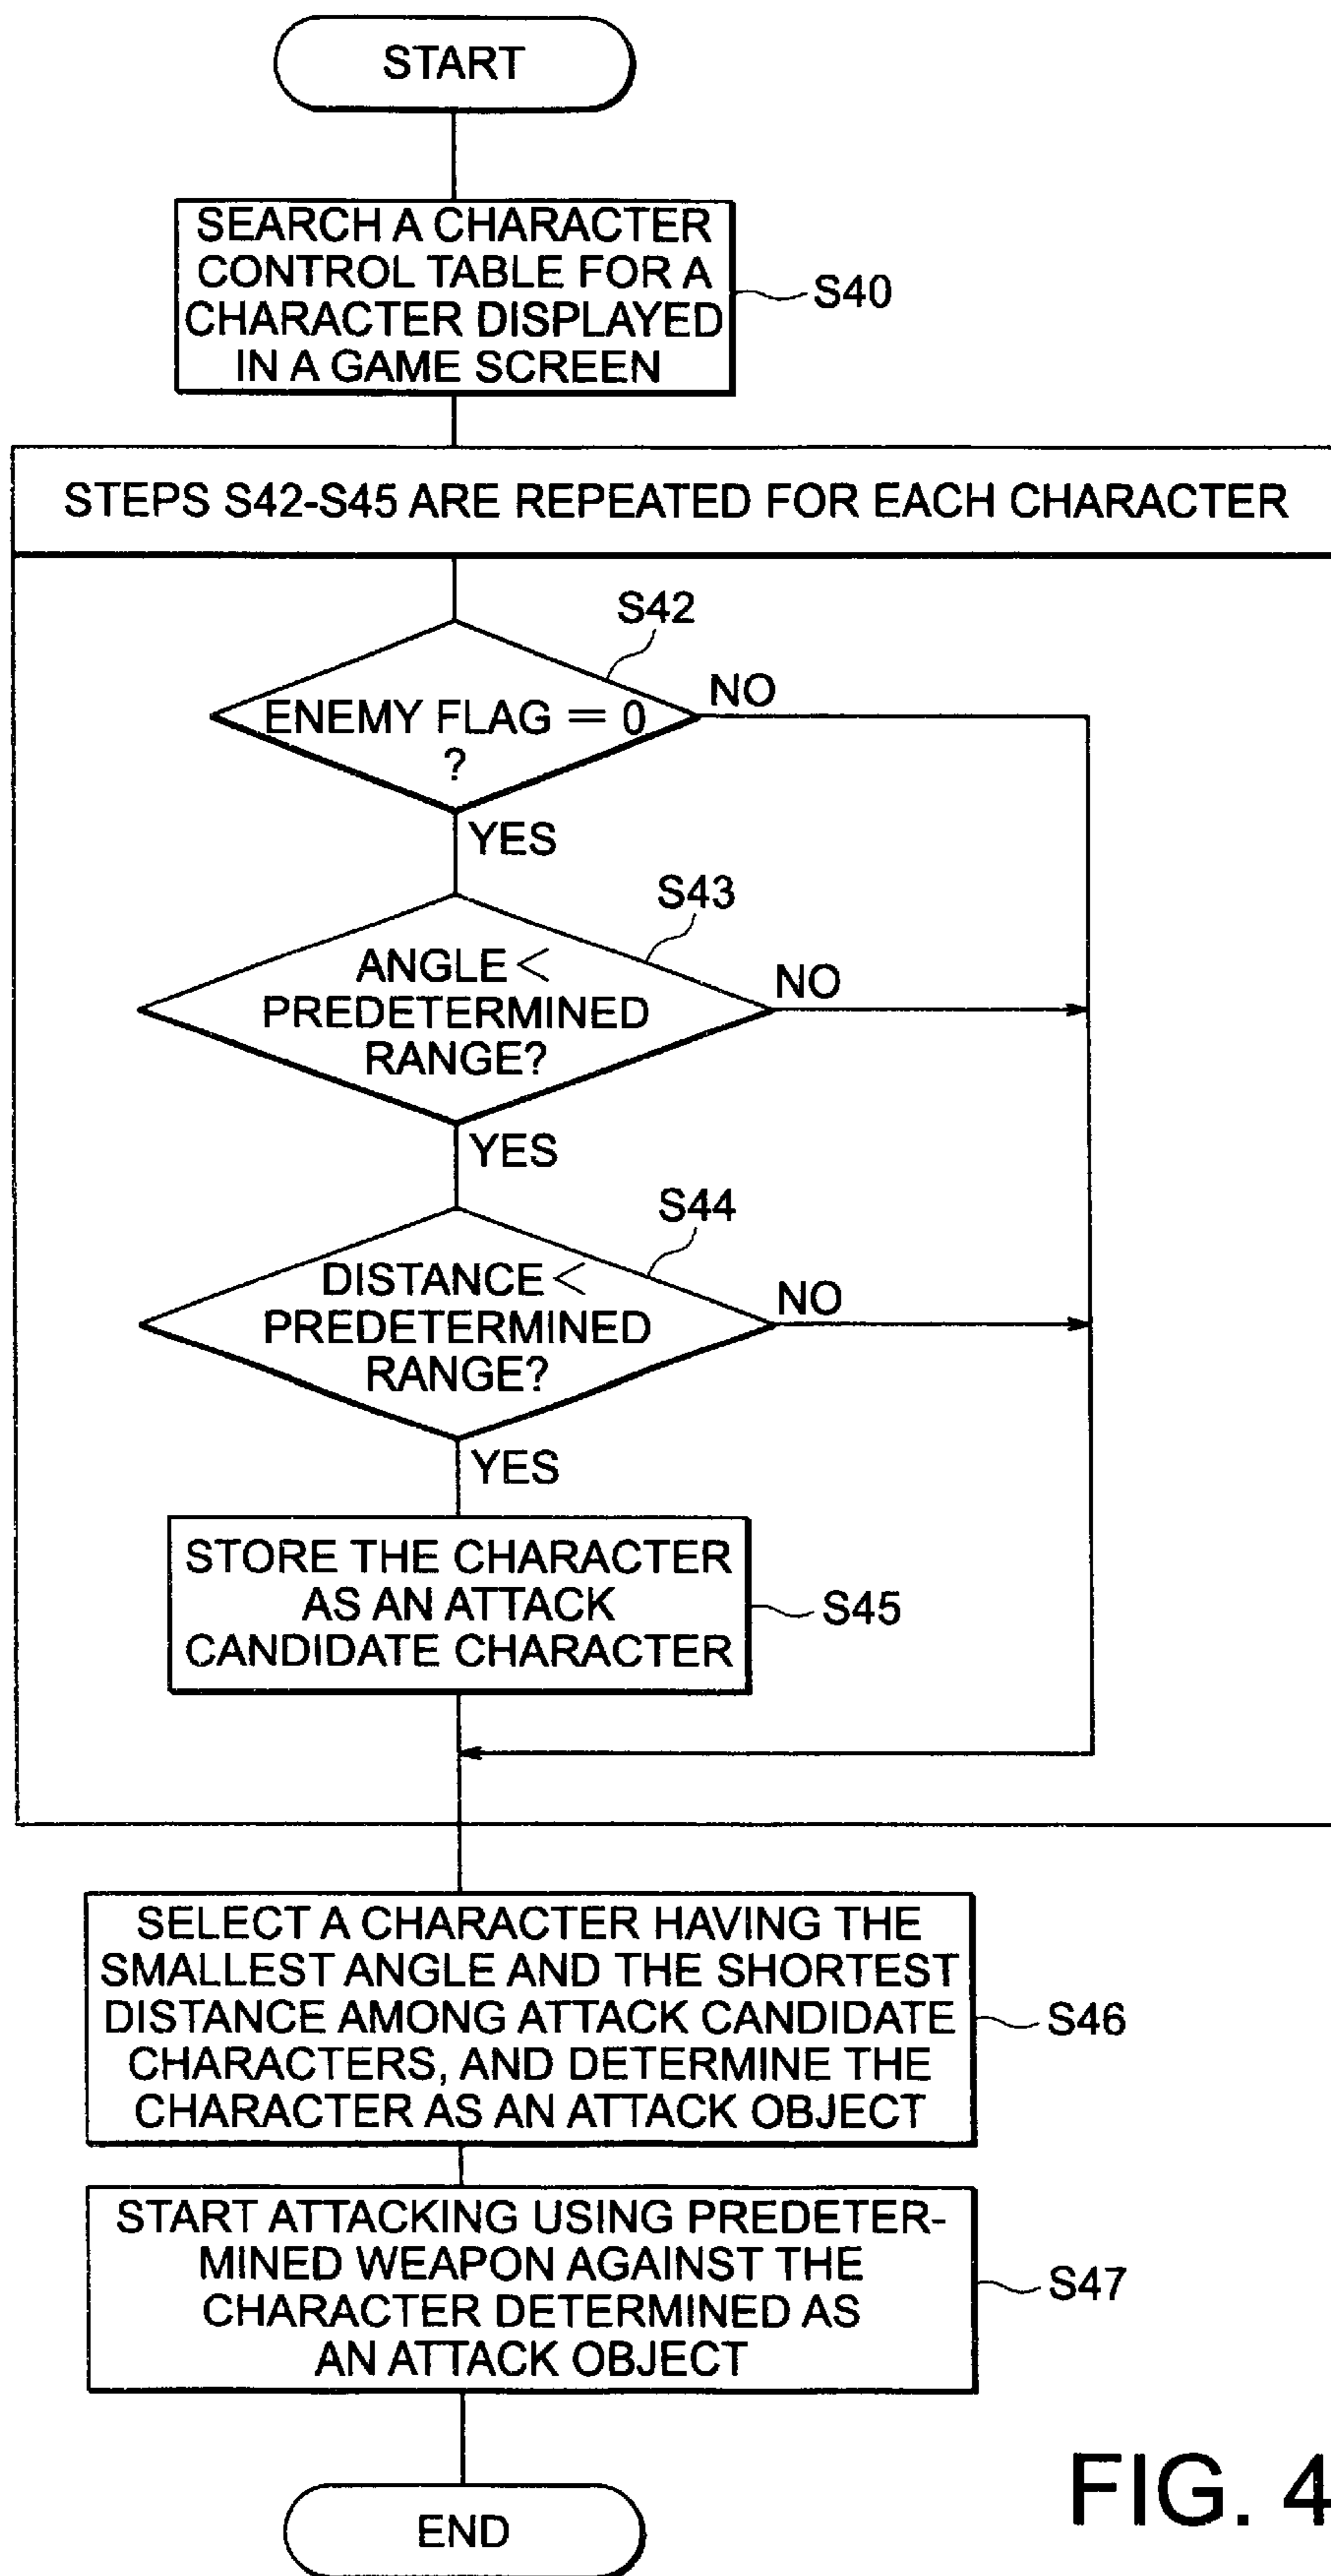 START
SEARCH A CHARACTER
CONTROL TABLE FOR A
CHARACTER DISPLAYED
IN A GAME SCREEN
S40
STEPS S42-S45 ARE REPEATED FOR EACH CHARACTER
S42
ENEMY FLAG = 0
?
NO
YES
S43
ANGLE <
PREDETERMINED
RANGE?
NO
YES
S44
DISTANCE <
PREDETERMINED
RANGE?
NO
YES
STORE THE CHARACTER
AS AN ATTACK
CANDIDATE CHARACTER
S45
SELECT A CHARACTER HAVING THE
SMALLEST ANGLE AND THE SHORTEST
DISTANCE AMONG ATTACK CANDIDATE
CHARACTERS, AND DETERMINE THE
CHARACTER AS AN ATTACK OBJECT
S46
START ATTACKING USING PREDETER-
MINED WEAPON AGAINST THE
CHARACTER DETERMINED AS
AN ATTACK OBJECT
S47
END
FIG. 4